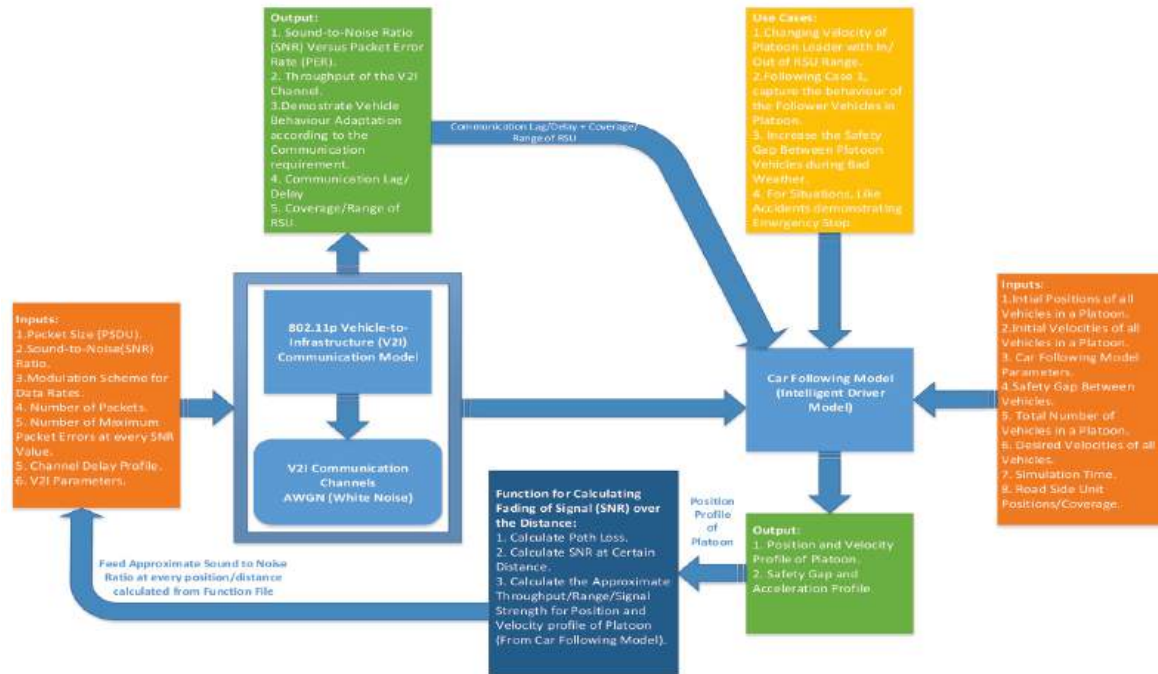 Output:
1. Sound-to-Noise Ratio
(SNR) Versus Packet Error
Rate (PER).
2. Throughput of the V2I
Channel.
3.Demostrate Vehicle
Behaviour Adaptation
according to the
Communication
requirement.
4. Communication Lag/
Delay
5. Coverage/Range of
RSU.
Communication Lag/Delay + Coverage/
Range of RSU
Use Cases:
1.Changing Velocity of
Platoon Leader with In/
Out of RSU Range.
2.Following Case 1,
capture the behaviour of
the Follower Vehicles in
Platoon.
3. Increase the Safety
Gap Between Platoon
Vehicles during Bad
Weather.
4. For Situations, Like
Accidents demonstrating
Emergency Stop.
Inputs:
1.Packet Size (PSDU).
2.Sound-to-Noise(SNR)
Ratio.
3.Modulation Scheme for
Data Rates.
4. Number of Packets.
5. Number of Maximum
Packet Errors at every SNR
Value.
5. Channel Delay Profile.
6. V2I Parameters.
802.11p Vehicle-to-
Infrastructure (V2I)
Communication Model
V2I Communication
Channels
AWGN (White Noise)
Car Following Model
(Intelligent Driver
Model)
Inputs:
1.Intial Positions of all
Vehicles in a Platoon.
2.Initial Velocities of all
Vehicles in a Platoon.
3. Car Following Model
Parameters.
4.Safety Gap Between
Vehicles.
5. Total Number of
Vehicles in a Platoon.
6. Desired Velocities of all
Vehicles.
7. Simulation Time.
8. Road Side Unit
Positions/Coverage.
Function for Calculating
Fading of Signal (SNR) over
the Distance:
1. Calculate Path Loss.
2. Calculate SNR at Certain
Distance.
3. Calculate the Approximate
Throughput/Range/Signal
Strength for Position and
Velocity profile of Platoon
(From Car Following Model).
Position
Profile
of
Platoon
Output:
1. Position and Velocity
Profile of Platoon.
2. Safety Gap and
Acceleration Profile.
Feed Approximate Sound to Noise
Ratio at every position/distance
calculated from Function File